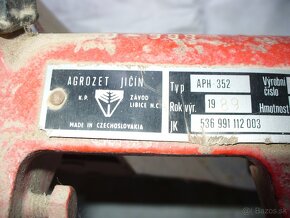 AGROZET JIČÍN
K.P. ZÁVOD
LIBICE N.C.
MADE IN CZECHOSLOVAKIA
Typ APH-352 Výrobní číslo
Rok výr. 1989 Hmotnost
JK 536 991 112 003
bazos.sk